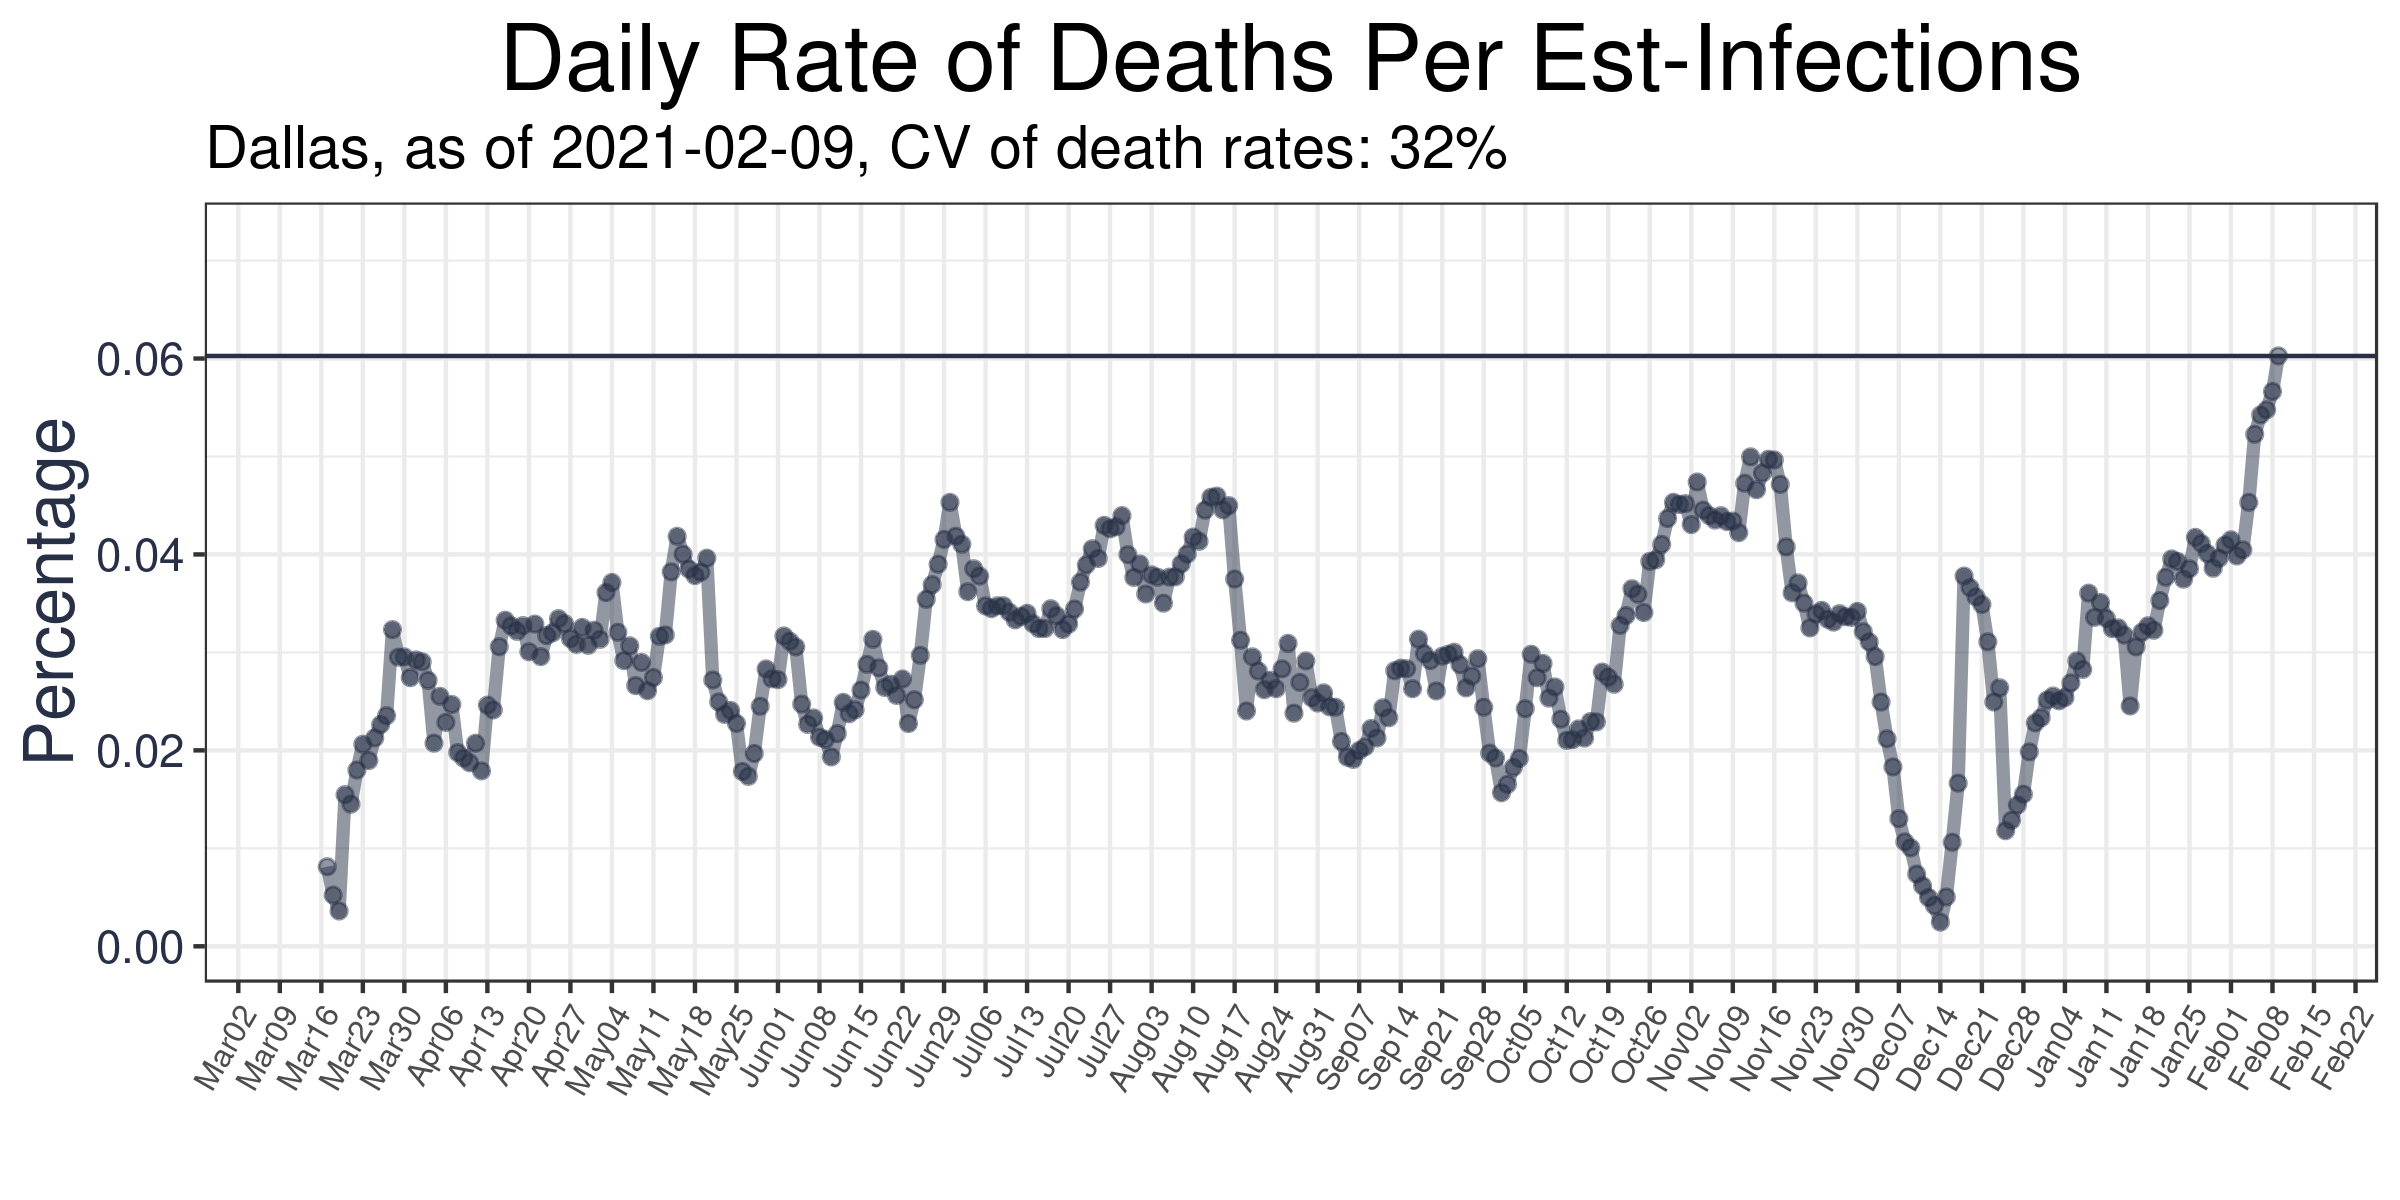 Daily Rate of Deaths Per Est-Infections
Dallas, as of 2021-02-09, CV of death rates: 32%
Percentage
0.06
0.04
0.02
0.00
Mar02
Mar09
Mar16
Mar23
Mar30
Apr06
Apr13
Apr20
Apr27
May04
May11
May18
May25
Jun01
Jun08
Jun15
Jun22
Jun29
Jul06
Jul13
Jul20
Jul27
Aug03
Aug10
Aug17
Aug24
Aug31
Sep07
Sep14
Sep21
Sep28
Oct05
Oct12
Oct19
Oct26
Nov02
Nov09
Nov16
Nov23
Nov30
Dec07
Dec14
Dec21
Dec28
Jan04
Jan11
Jan18
Jan25
Feb01
Feb08
Feb15
Feb22